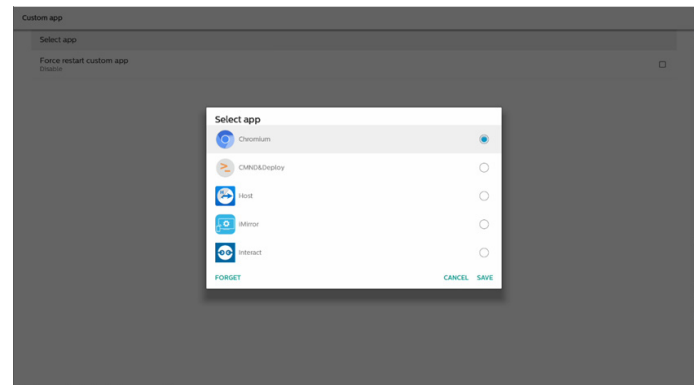 Custom app
Select app
Force restart custom app
Disable
Select app
Chromium
CMND&Deploy
Host
iMirror
Interact
FORGET
CANCEL SAVE